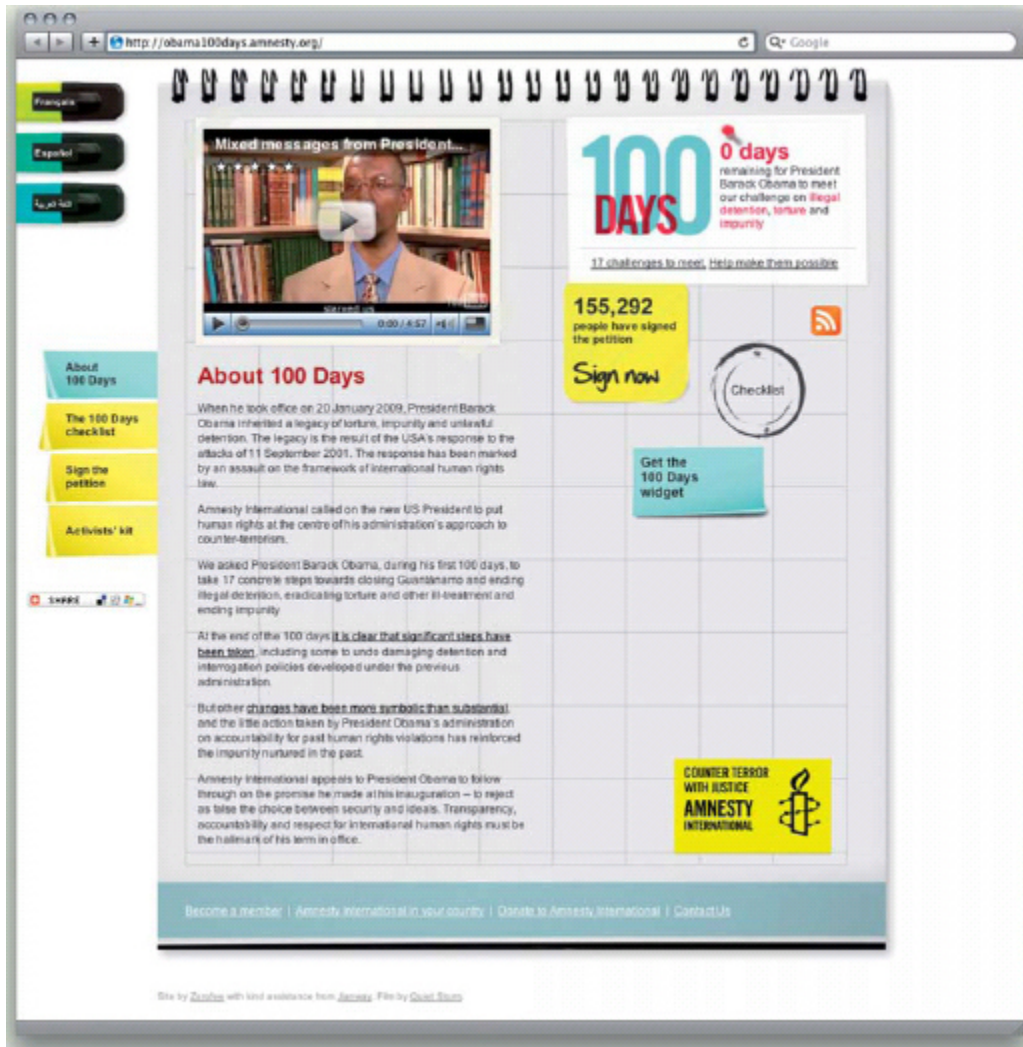 http://obama100days.amnesty.org/
Google
Français
Español
اللغة العربية
Mixed messages from President...
starved us
0:00 / 4:57
100
DAYS
0 days
remaining for President
Barack Obama to meet
our challenge on illegal
detention, torture and
impunity
17 challenges to meet, Help make them possible
155,292
people have signed
the petition
Sign now
Checklist
Get the
100 Days
widget
About
100 Days
The 100 Days
checklist
Sign the
petition
Activists' kit
SHARE
About 100 Days
When he took office on 20 January 2009, President Barack
Obama inherited a legacy of torture, impunity and unlawful
detention. The legacy is the result of the USA's response to the
attacks of 11 September 2001. The response has been marked
by an assault on the framework of international human rights
law.
Amnesty International called on the new US President to put
human rights at the centre of his administration's approach to
counter-terrorism.
We asked President Barack Obama, during his first 100 days, to
take 17 concrete steps towards closing Guantánamo and ending
illegal detention, eradicating torture and other ill-treatment and
ending impunity
At the end of the 100 days it is clear that significant steps have
been taken, including some to undo damaging detention and
interrogation policies developed under the previous
administration.
But other changes have been more symbolic than substantial,
and the little action taken by President Obama's administration
on accountability for past human rights violations has reinforced
the impunity nurtured in the past.
Amnesty International appeals to President Obama to follow
through on the promise he made at his inauguration – to reject
as false the choice between security and ideals. Transparency,
accountability and respect for international human rights must be
the hallmark of his term in office.
COUNTER TERROR
WITH JUSTICE
AMNESTY
INTERNATIONAL
Become a member | Amnesty International in your country | Donate to Amnesty International | Contact Us
Site by Zarafee with kind assistance from Film by Quiet Storm